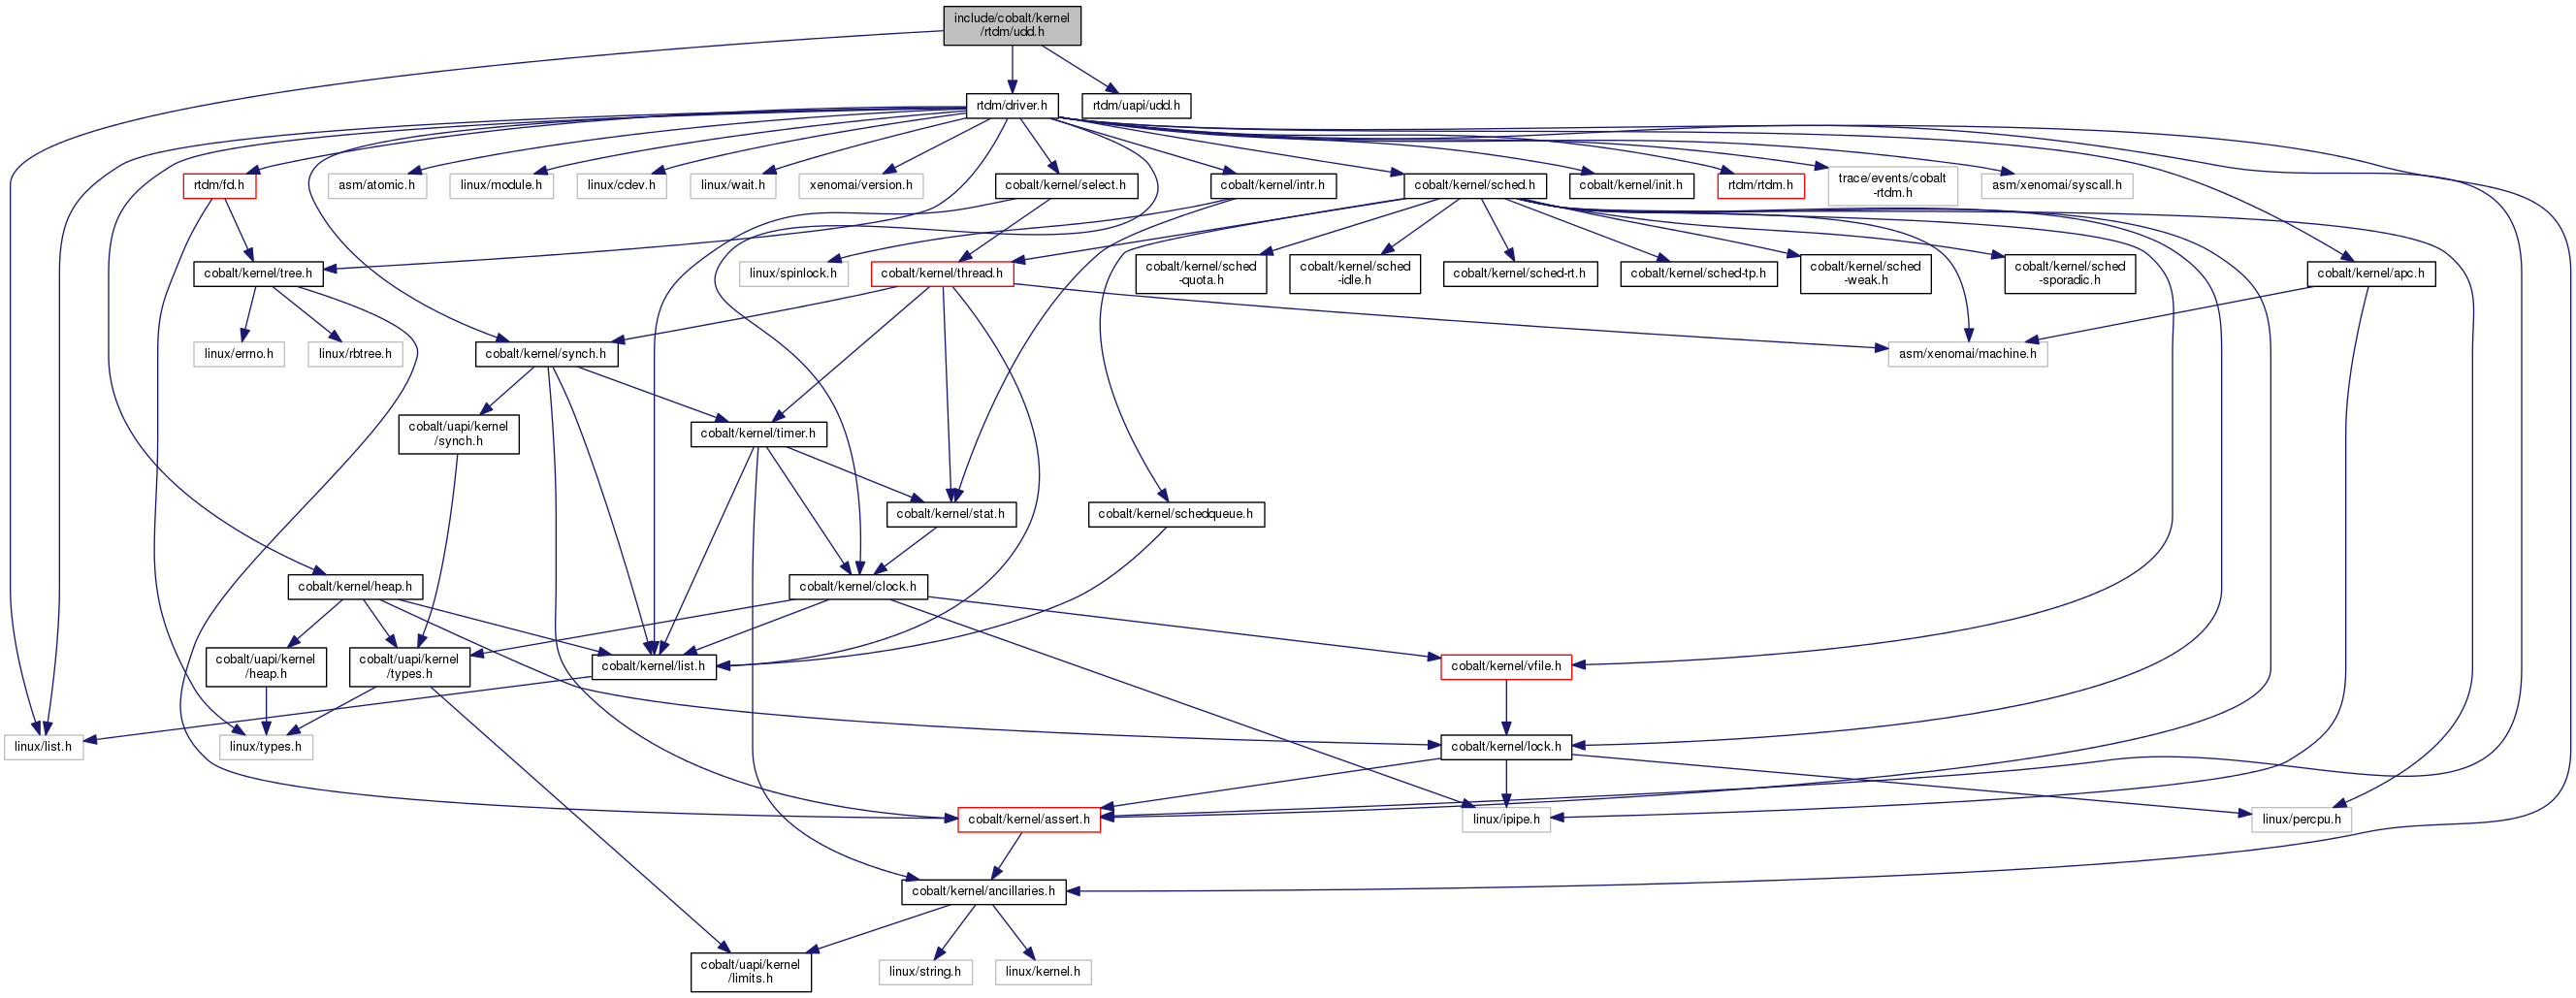 include/cobalt/kernel
/rtdm/udd.h
rtdm/driver.h
rtdm/uapi/udd.h
rtdm/fd.h
asm/atomic.h
linux/module.h
linux/cdev.h
linux/wait.h
xenomai/version.h
cobalt/kernel/select.h
cobalt/kernel/intr.h
cobalt/kernel/sched.h
cobalt/kernel/init.h
rtdm/rtdm.h
trace/events/cobalt
-rtdm.h
asm/xenomai/syscall.h
cobalt/kernel/tree.h
linux/spinlock.h
cobalt/kernel/thread.h
cobalt/kernel/sched
-quota.h
cobalt/kernel/sched
-idle.h
cobalt/kernel/sched-rt.h
cobalt/kernel/sched-tp.h
cobalt/kernel/sched
-weak.h
cobalt/kernel/sched
-sporadic.h
cobalt/kernel/apc.h
linux/errno.h
linux/rbtree.h
cobalt/kernel/synch.h
asm/xenomai/machine.h
cobalt/uapi/kernel
/synch.h
cobalt/kernel/timer.h
cobalt/kernel/stat.h
cobalt/kernel/schedqueue.h
cobalt/kernel/heap.h
cobalt/kernel/clock.h
cobalt/uapi/kernel
/heap.h
cobalt/uapi/kernel
/types.h
cobalt/kernel/list.h
cobalt/kernel/vfile.h
linux/list.h
linux/types.h
cobalt/kernel/lock.h
cobalt/kernel/assert.h
linux/ipipe.h
linux/percpu.h
cobalt/kernel/ancillaries.h
cobalt/uapi/kernel
/limits.h
linux/string.h
linux/kernel.h